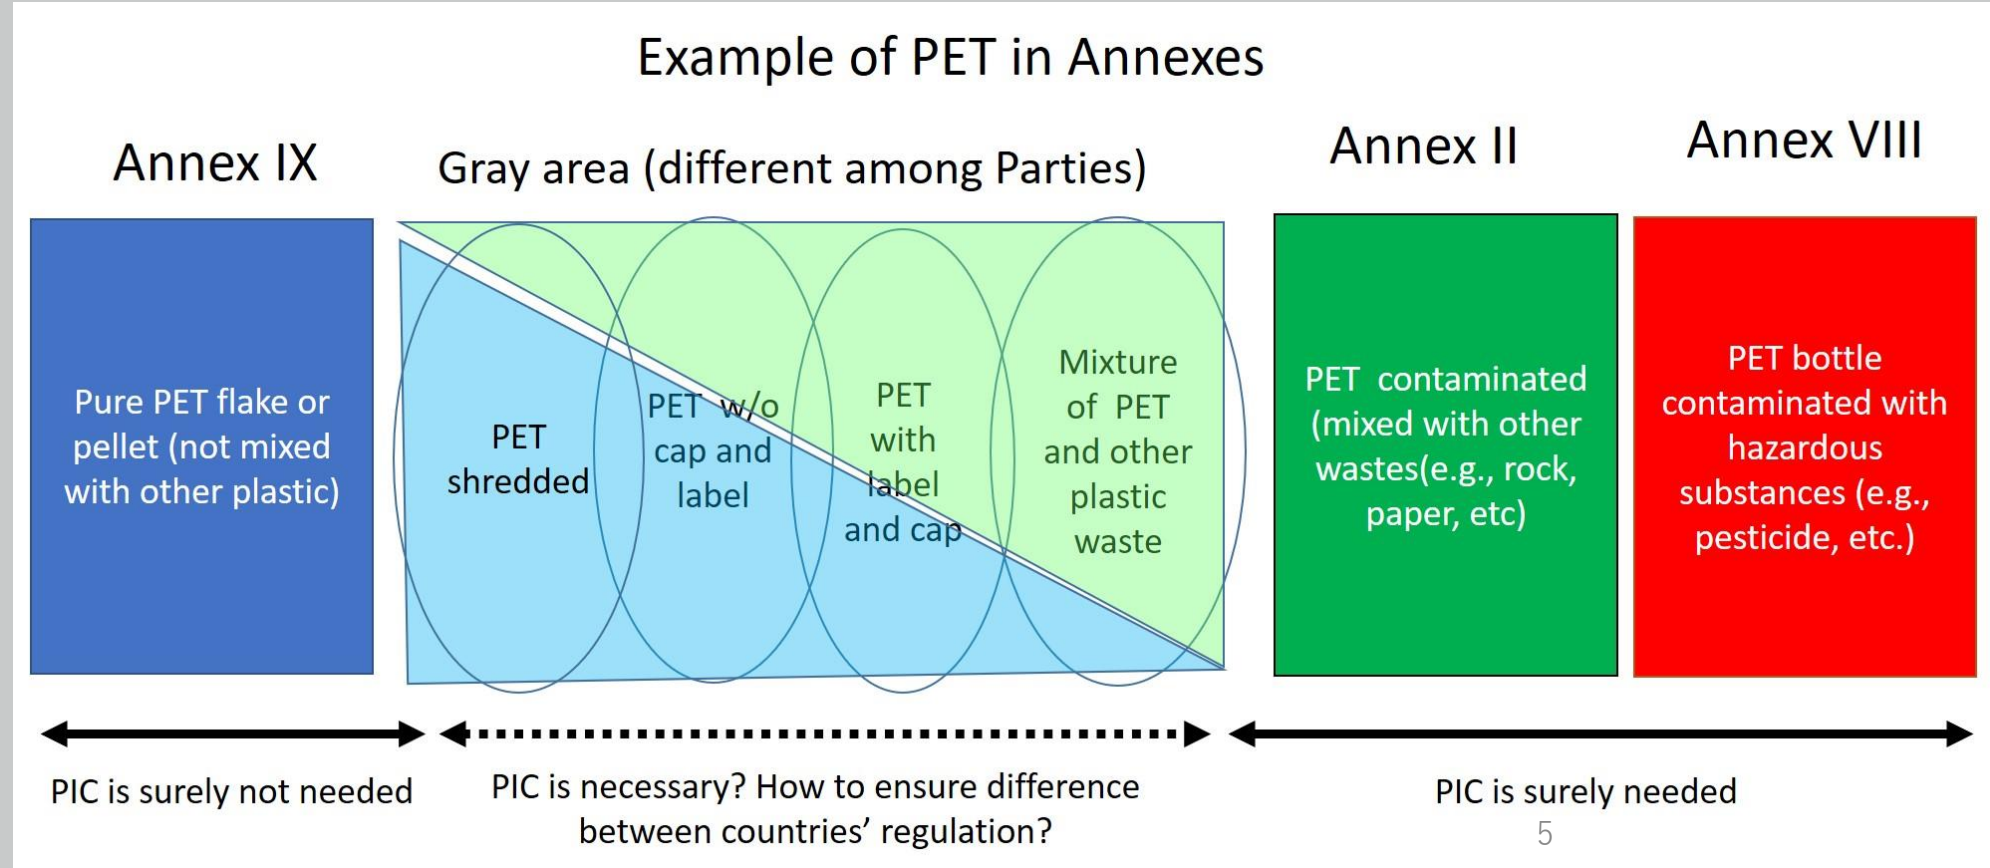 Example of PET in Annexes
Annex IX
Gray area (different among Parties)
Annex II
Annex VIII
Pure PET flake or
pellet (not mixed
with other plastic)
PET
shredded
PET w/o
cap and
label
PET
with
label
and cap
Mixture
of PET
and other
plastic
waste
PET contaminated
(mixed with other
wastes(e.g., rock,
paper, etc)
PET bottle
contaminated with
hazardous
substances (e.g.,
pesticide, etc.)
PIC is surely not needed
PIC is necessary? How to ensure difference
between countries’ regulation?
PIC is surely needed
5